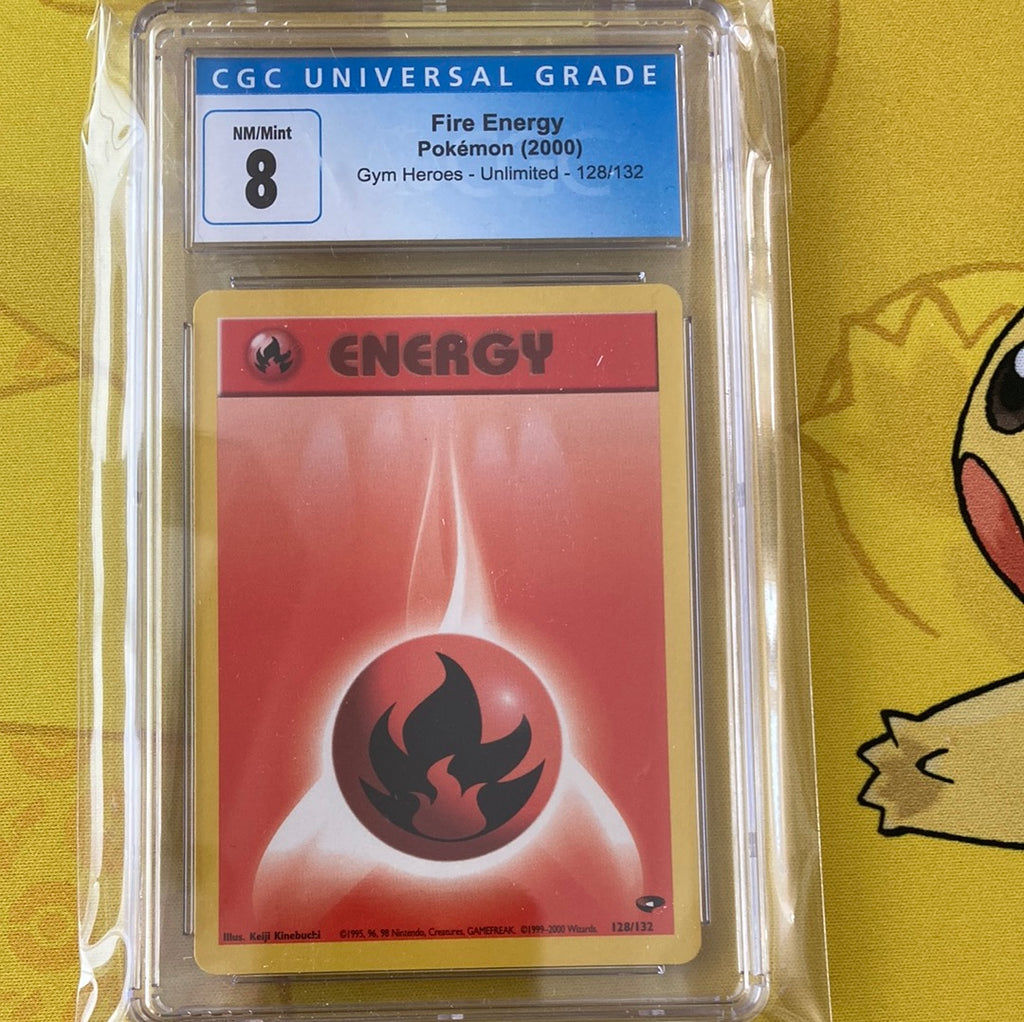 CGC UNIVERSAL GRADE
NM/Mint
8
Fire Energy
Pokémon (2000)
Gym Heroes - Unlimited - 128/132
ENERGY
Illus. Keiji Kinebuchi ©1995, 96, 98 Nintendo, Creatures, GAMEFREAK. ©1999-2000 Wizards. 128/132